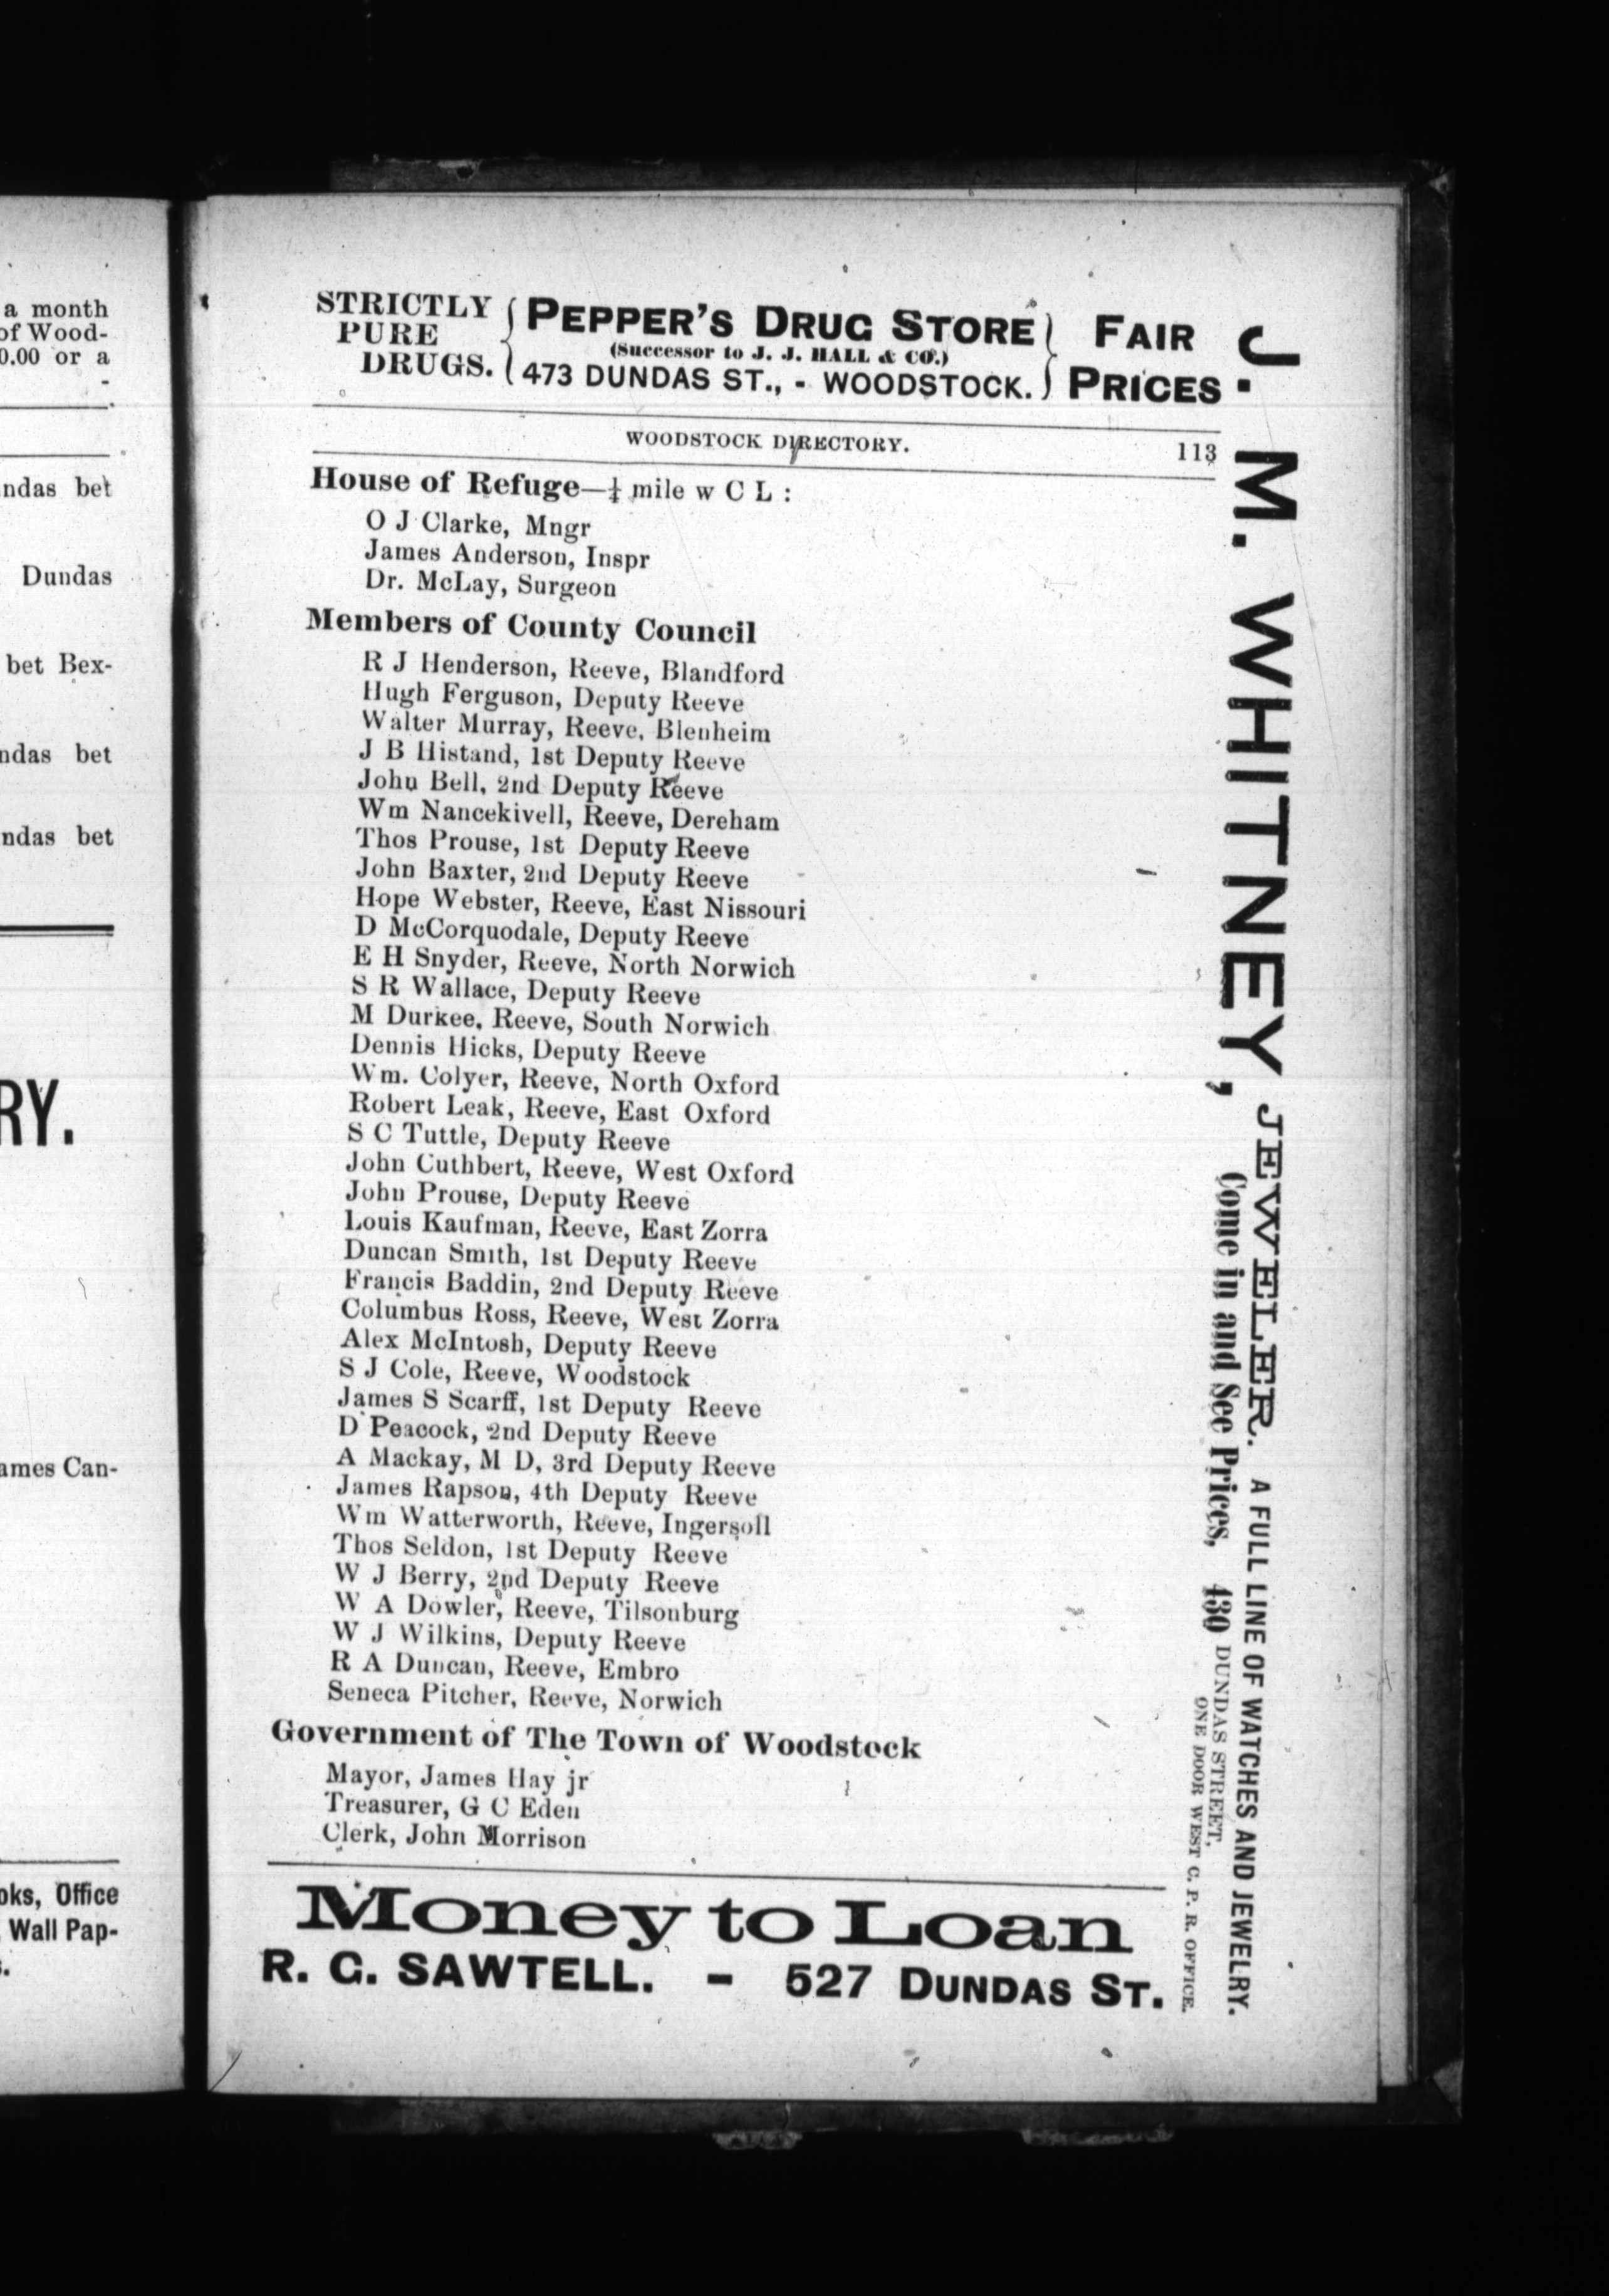 a month
of Wood-
0.00 or a
-
ndas bet
Dundas
bet Bex-
ndas bet
ndas bet
RY.
ames Can-
oks, Office
Wall Pap-
STRICTLY
PURE
DRUGS.
PEPPER'S DRUG STORE
(Successor to J. J. HALL & CO.)
473 DUNDAS ST., - WOODSTOCK.
FAIR
PRICES
WOODSTOCK DIRECTORY. 113
House of Refuge—¼ mile w C L :
O J Clarke, Mngr
James Anderson, Inspr
Dr. McLay, Surgeon
Members of County Council
R J Henderson, Reeve, Blandford
Hugh Ferguson, Deputy Reeve
Walter Murray, Reeve, Blenheim
J B Histand, 1st Deputy Reeve
John Bell, 2nd Deputy Reeve
Wm Nancekivell, Reeve, Dereham
Thos Prouse, 1st Deputy Reeve
John Baxter, 2nd Deputy Reeve
Hope Webster, Reeve, East Nissouri
D McCorquodale, Deputy Reeve
E H Snyder, Reeve, North Norwich
S R Wallace, Deputy Reeve
M Durkee, Reeve, South Norwich
Dennis Hicks, Deputy Reeve
Wm. Colyer, Reeve, North Oxford
Robert Leak, Reeve, East Oxford
S C Tuttle, Deputy Reeve
John Cuthbert, Reeve, West Oxford
John Prouse, Deputy Reeve
Louis Kaufman, Reeve, East Zorra
Duncan Smith, 1st Deputy Reeve
Francis Baddin, 2nd Deputy Reeve
Columbus Ross, Reeve, West Zorra
Alex McIntosh, Deputy Reeve
S J Cole, Reeve, Woodstock
James S Scarff, 1st Deputy Reeve
D Peacock, 2nd Deputy Reeve
A Mackay, M D, 3rd Deputy Reeve
James Rapson, 4th Deputy Reeve
Wm Watterworth, Reeve, Ingersoll
Thos Seldon, 1st Deputy Reeve
W J Berry, 2nd Deputy Reeve
W A Dowler, Reeve, Tilsonburg
W J Wilkins, Deputy Reeve
R A Duncan, Reeve, Embro
Seneca Pitcher, Reeve, Norwich
Government of The Town of Woodstock
Mayor, James Hay jr
Treasurer, G C Eden
Clerk, John Morrison
Money to Loan
R. G. SAWTELL. - 527 DUNDAS ST.
J. M. WHITNEY, JEWELER. A FULL LINE OF WATCHES AND JEWELRY.
Come in and See Prices, 430 DUNDAS STREET,
ONE DOOR WEST C. P. R. OFFICE.